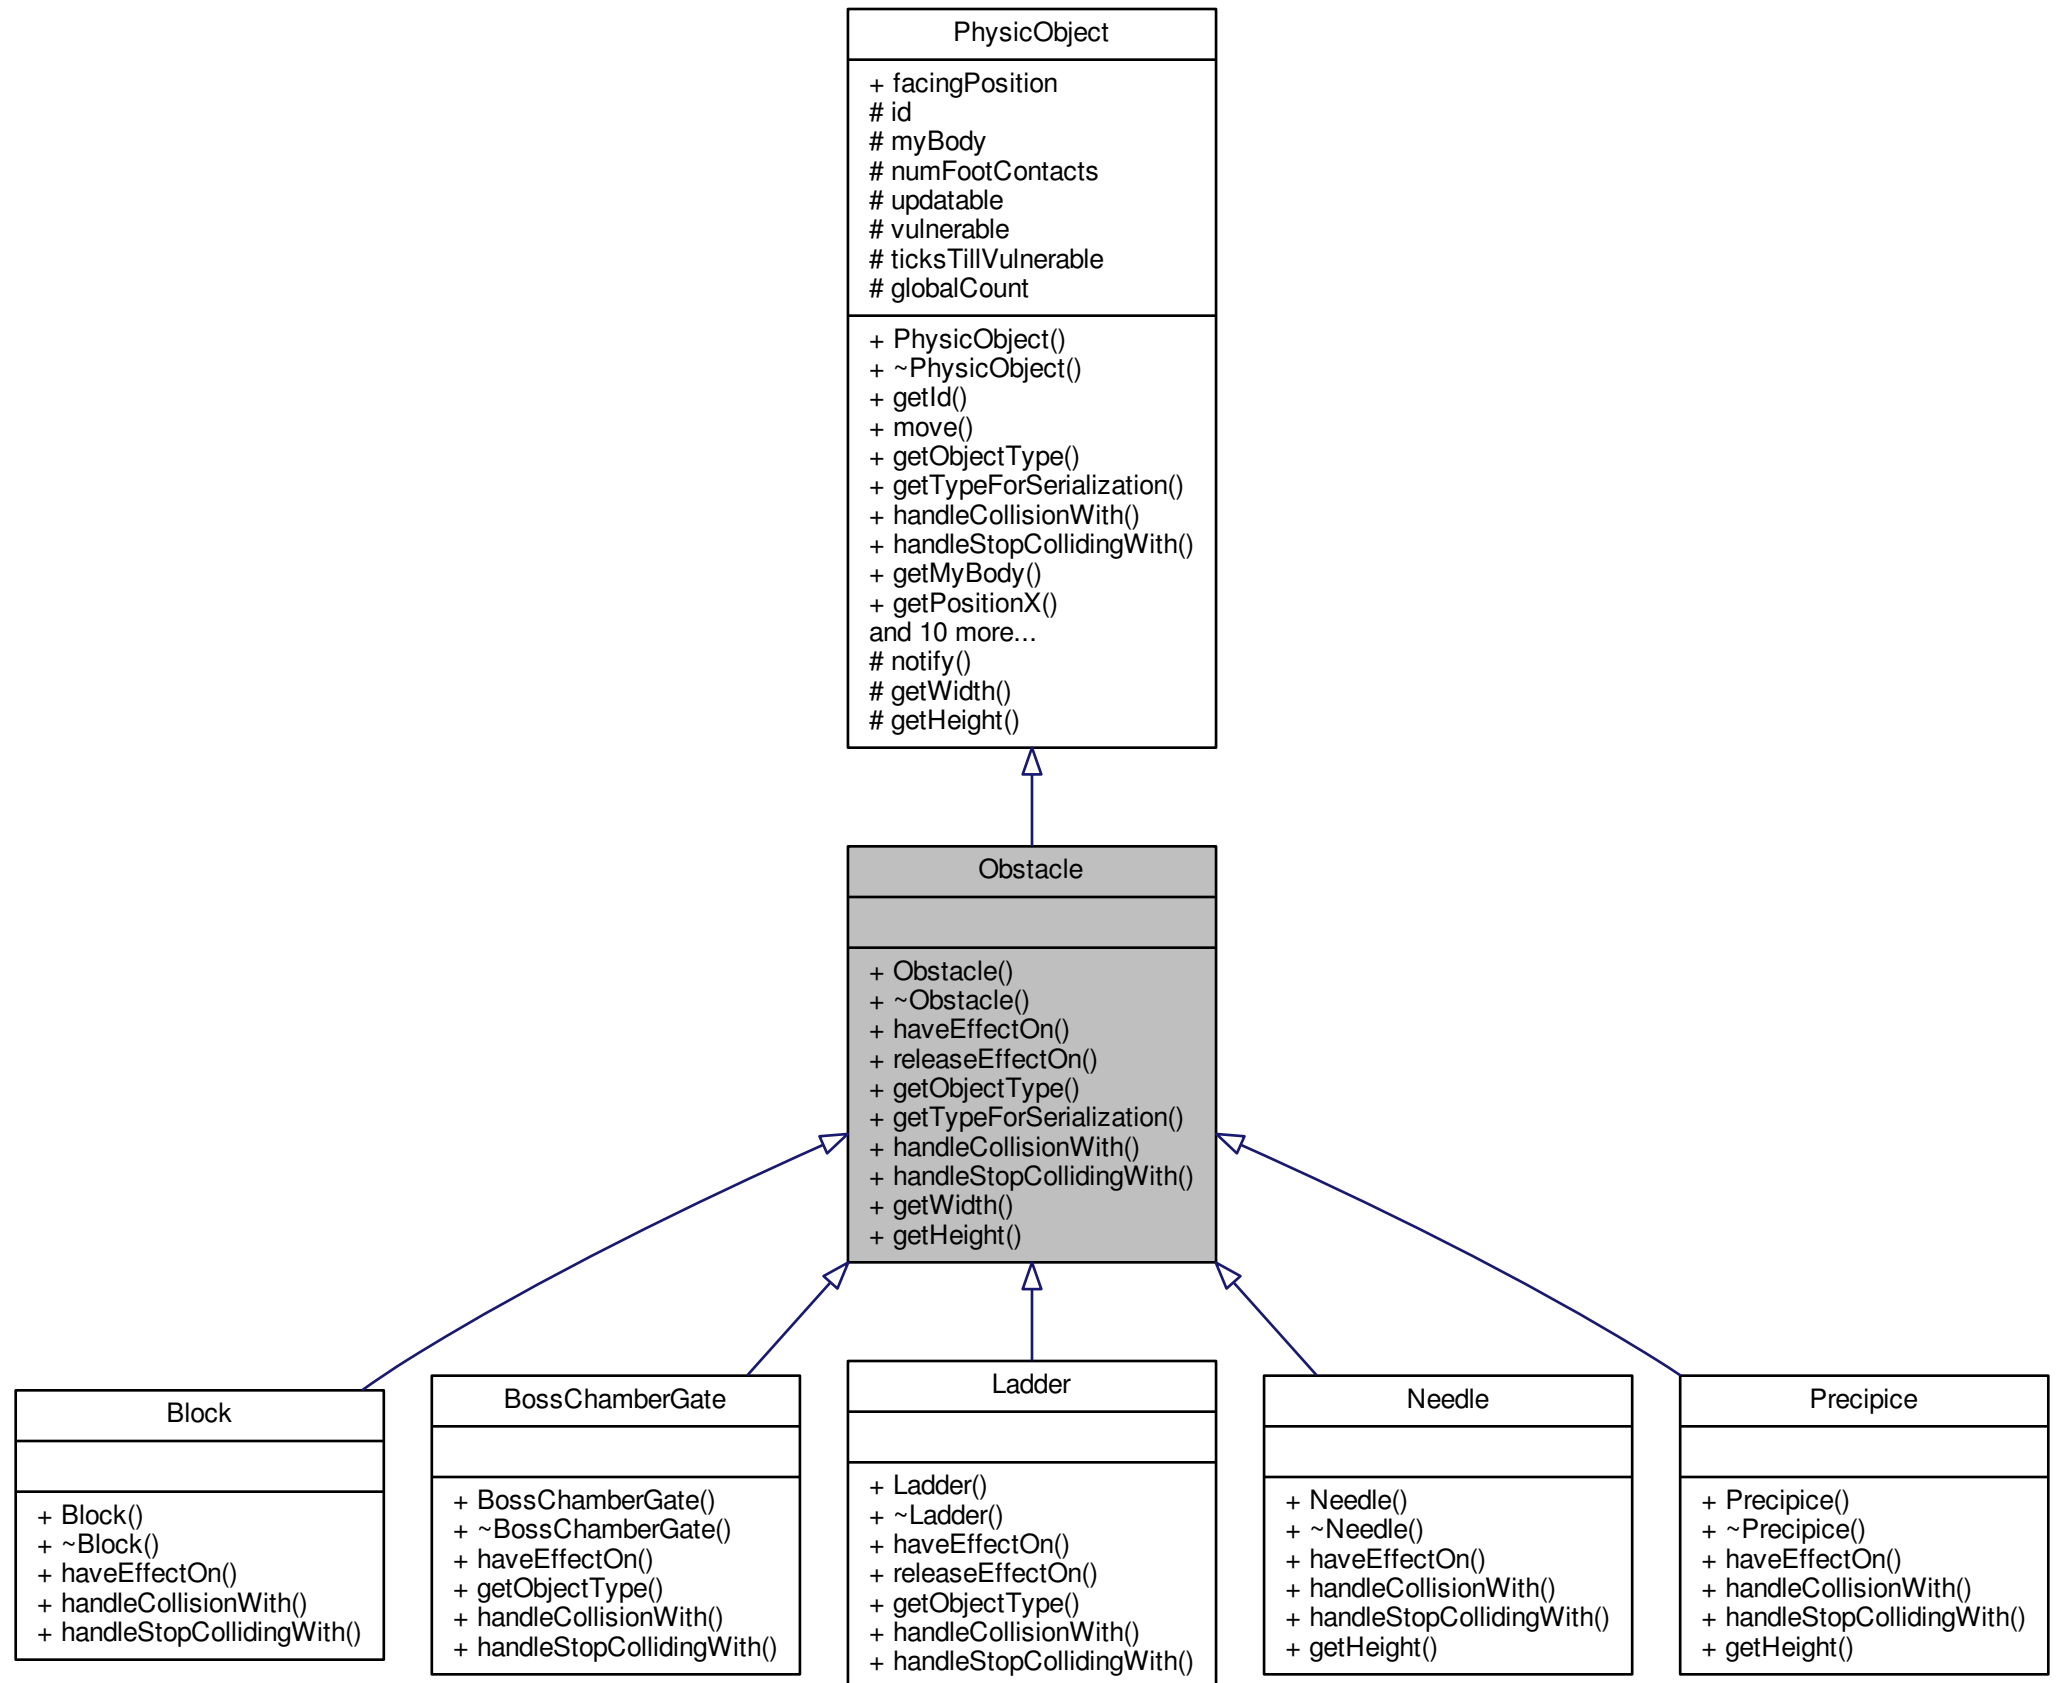 PhysicObject
+ facingPosition
# id
# myBody
# numFootContacts
# updatable
# vulnerable
# ticksTillVulnerable
# globalCount
+ PhysicObject()
+ ~PhysicObject()
+ getId()
+ move()
+ getObjectType()
+ getTypeForSerialization()
+ handleCollisionWith()
+ handleStopCollidingWith()
+ getMyBody()
+ getPositionX()
and 10 more...
# notify()
# getWidth()
# getHeight()
Obstacle
+ Obstacle()
+ ~Obstacle()
+ haveEffectOn()
+ releaseEffectOn()
+ getObjectType()
+ getTypeForSerialization()
+ handleCollisionWith()
+ handleStopCollidingWith()
+ getWidth()
+ getHeight()
Block
+ Block()
+ ~Block()
+ haveEffectOn()
+ handleCollisionWith()
+ handleStopCollidingWith()
BossChamberGate
+ BossChamberGate()
+ ~BossChamberGate()
+ haveEffectOn()
+ getObjectType()
+ handleCollisionWith()
+ handleStopCollidingWith()
Ladder
+ Ladder()
+ ~Ladder()
+ haveEffectOn()
+ releaseEffectOn()
+ getObjectType()
+ handleCollisionWith()
+ handleStopCollidingWith()
Needle
+ Needle()
+ ~Needle()
+ haveEffectOn()
+ handleCollisionWith()
+ handleStopCollidingWith()
+ getHeight()
Precipice
+ Precipice()
+ ~Precipice()
+ haveEffectOn()
+ handleCollisionWith()
+ handleStopCollidingWith()
+ getHeight()